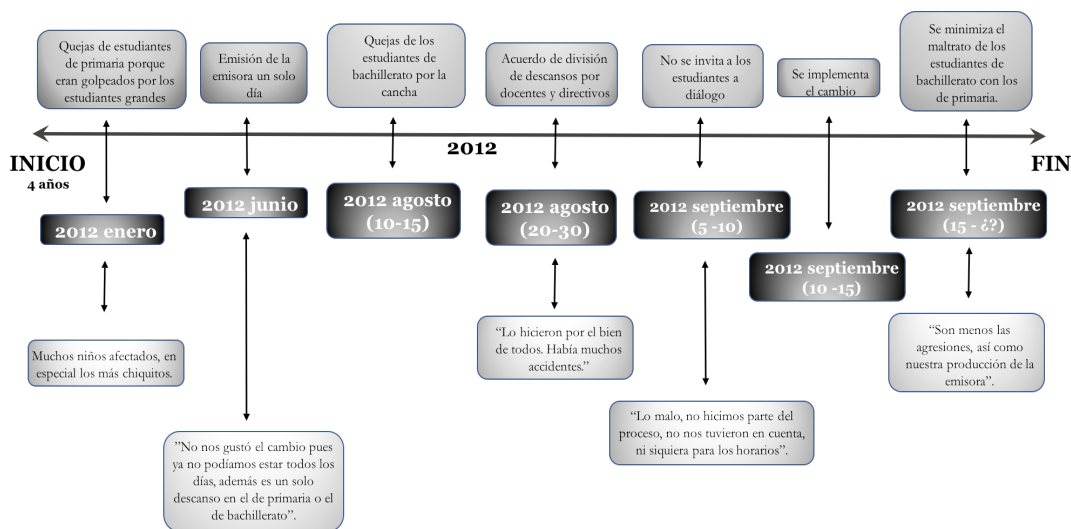 Quejas de estudiantes
de primaria porque
eran golpeados por los
estudiantes grandes
Emisión de la
emisora un solo
día
Quejas de los
estudiantes de
bachillerato por la
cancha
Acuerdo de división
de descansos por
docentes y directivos
No se invita a los
estudiantes a
diálogo
Se implementa
el cambio
Se minimiza el
maltrato de los
estudiantes de
bachillerato con los
de primaria.
INICIO
4 años
2012
FIN
2012 enero
2012 junio
2012 agosto
(10-15)
2012 agosto
(20-30)
2012 septiembre
(5 -10)
2012 septiembre
(10 -15)
2012 septiembre
(15 - ¿?)
Muchos niños afectados, en
especial los más chiquitos.
”No nos gustó el cambio pues
ya no podíamos estar todos los
días, además es un solo
descanso en el de primaria o el
de bachillerato”.
“Lo hicieron por el bien
de todos. Había muchos
accidentes.”
“Lo malo, no hicimos parte del
proceso, no nos tuvieron en cuenta,
ni siquiera para los horarios”.
“Son menos las
agresiones, así como
nuestra producción de la
emisora”.